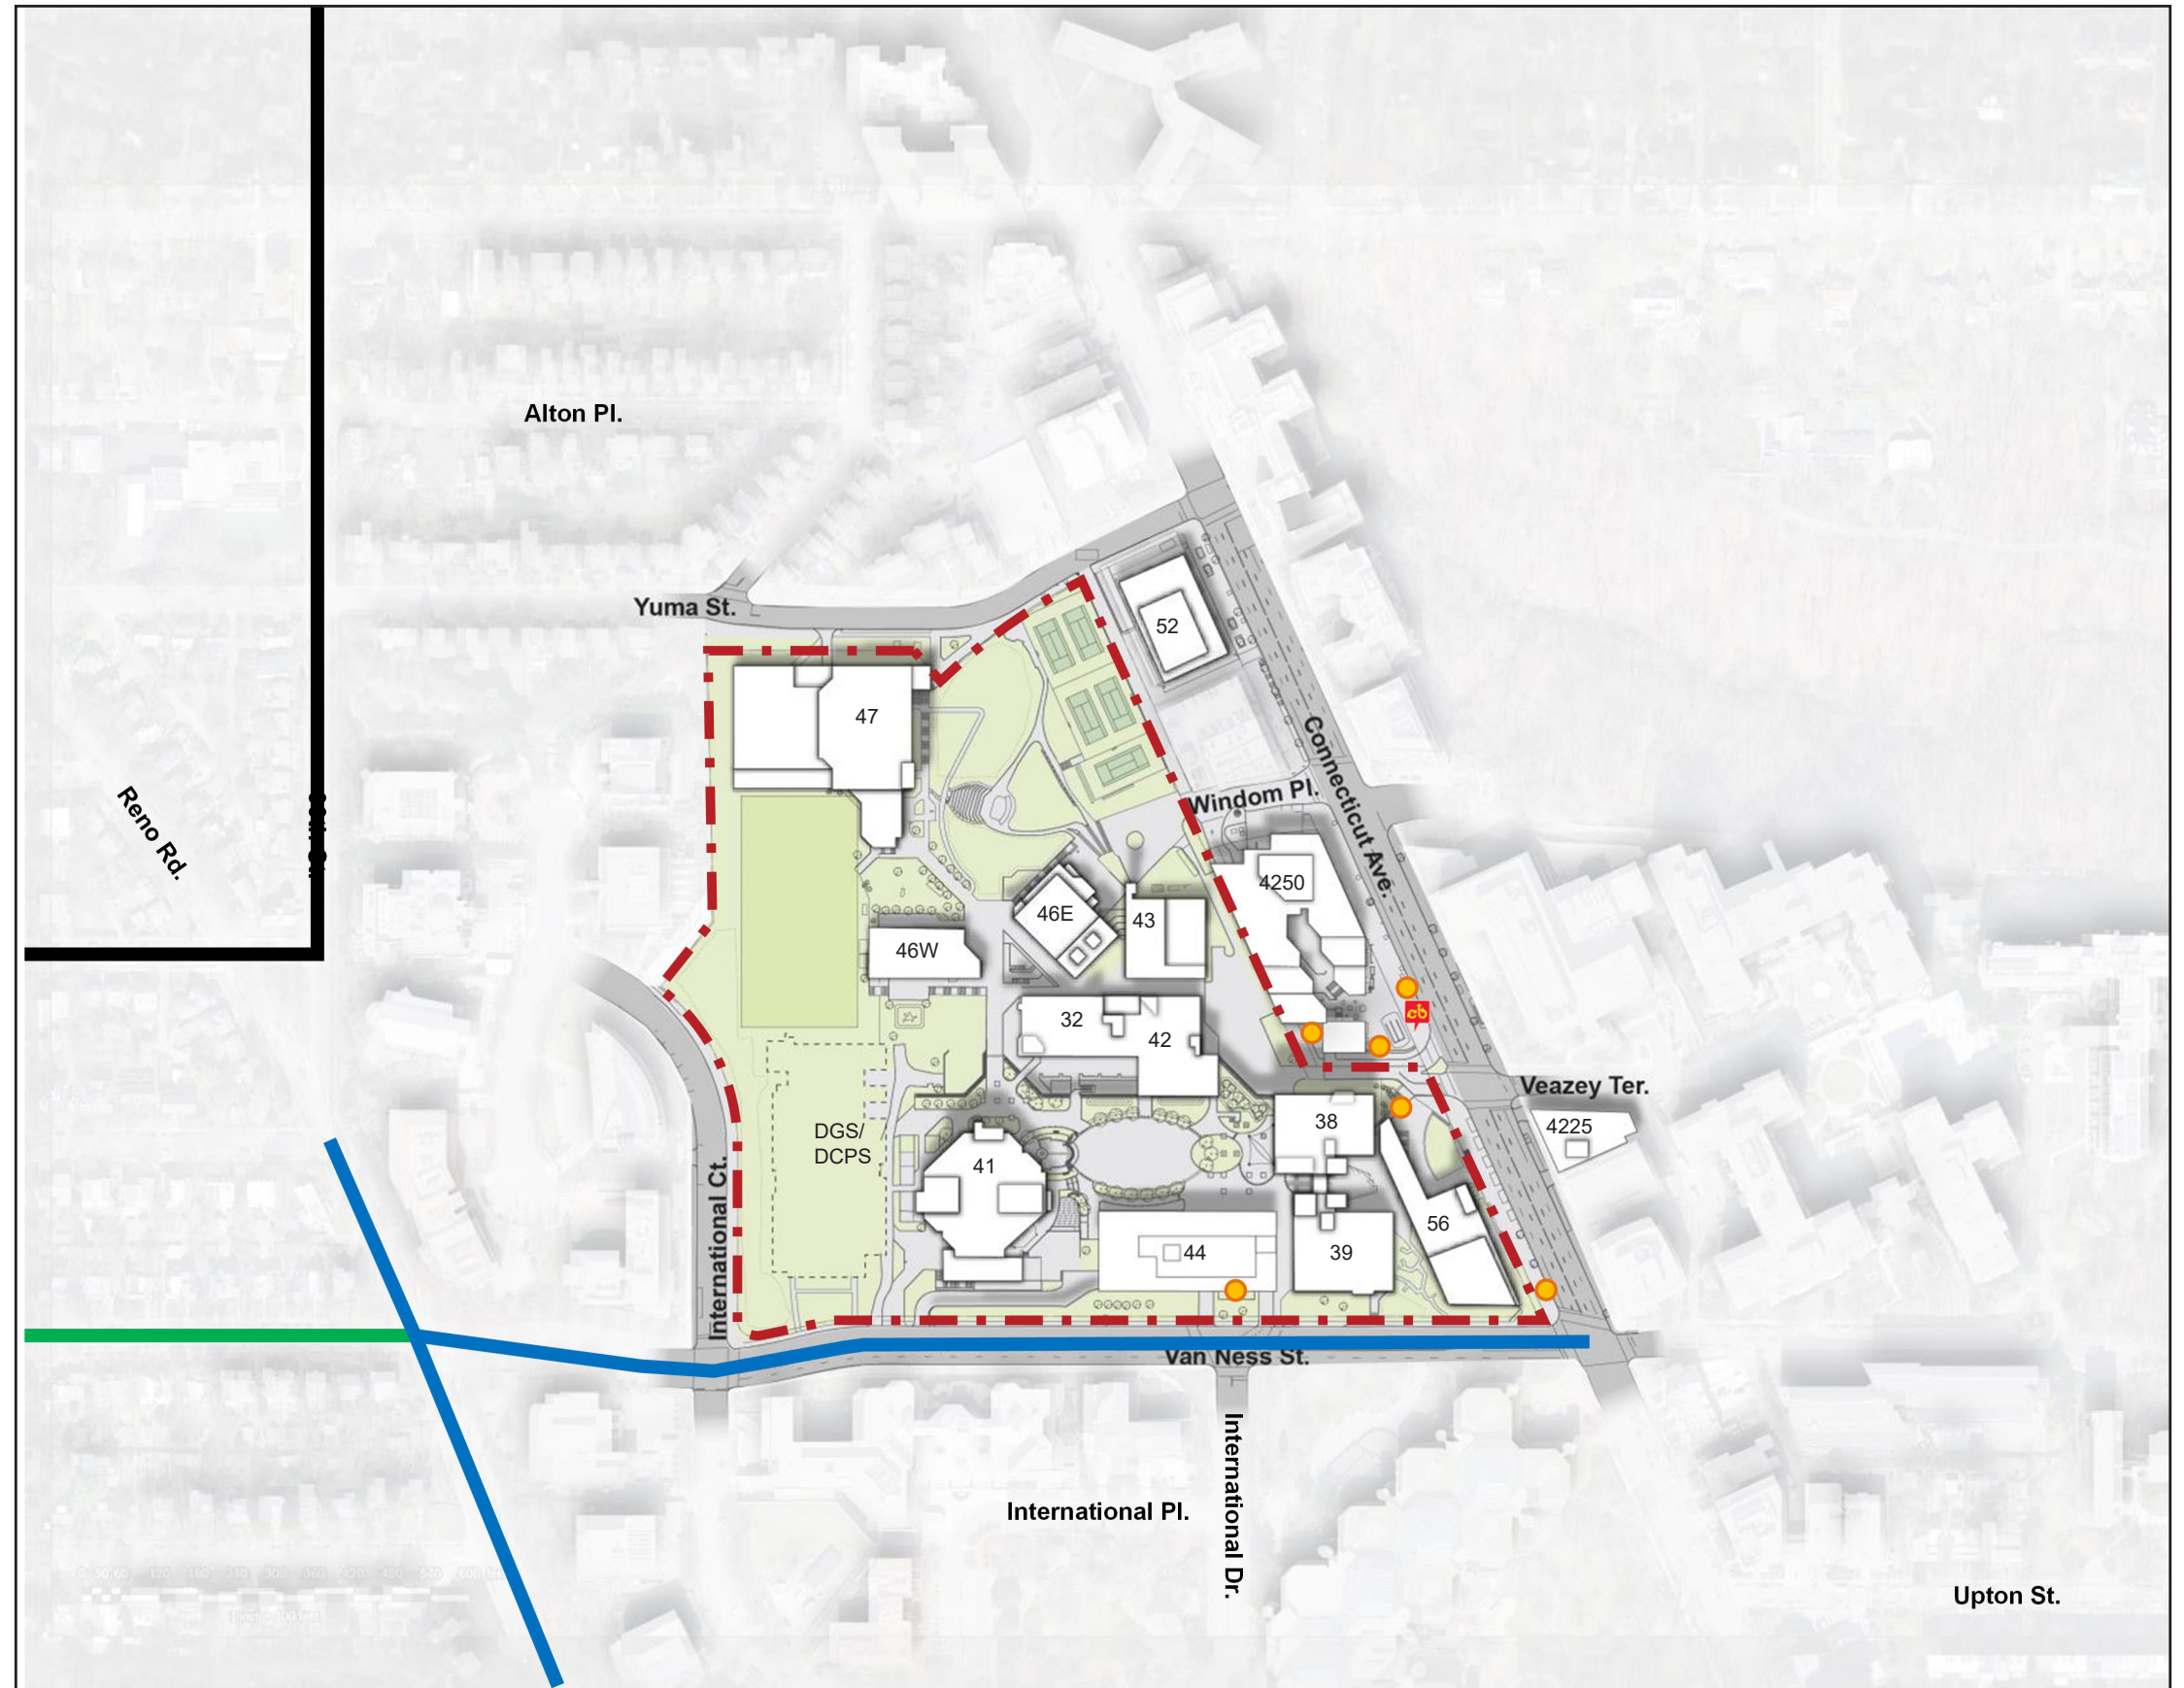 Alton Pl.
Yuma St.
52
47
Connecticut Ave.
Windom Pl.
Reno Rd.
4250
46E
43
46W
cb
32
42
Veazey Ter.
38
4225
DGS/
DCPS
41
International Ct.
56
44
39
Van Ness St.
International Dr.
International Pl.
Upton St.